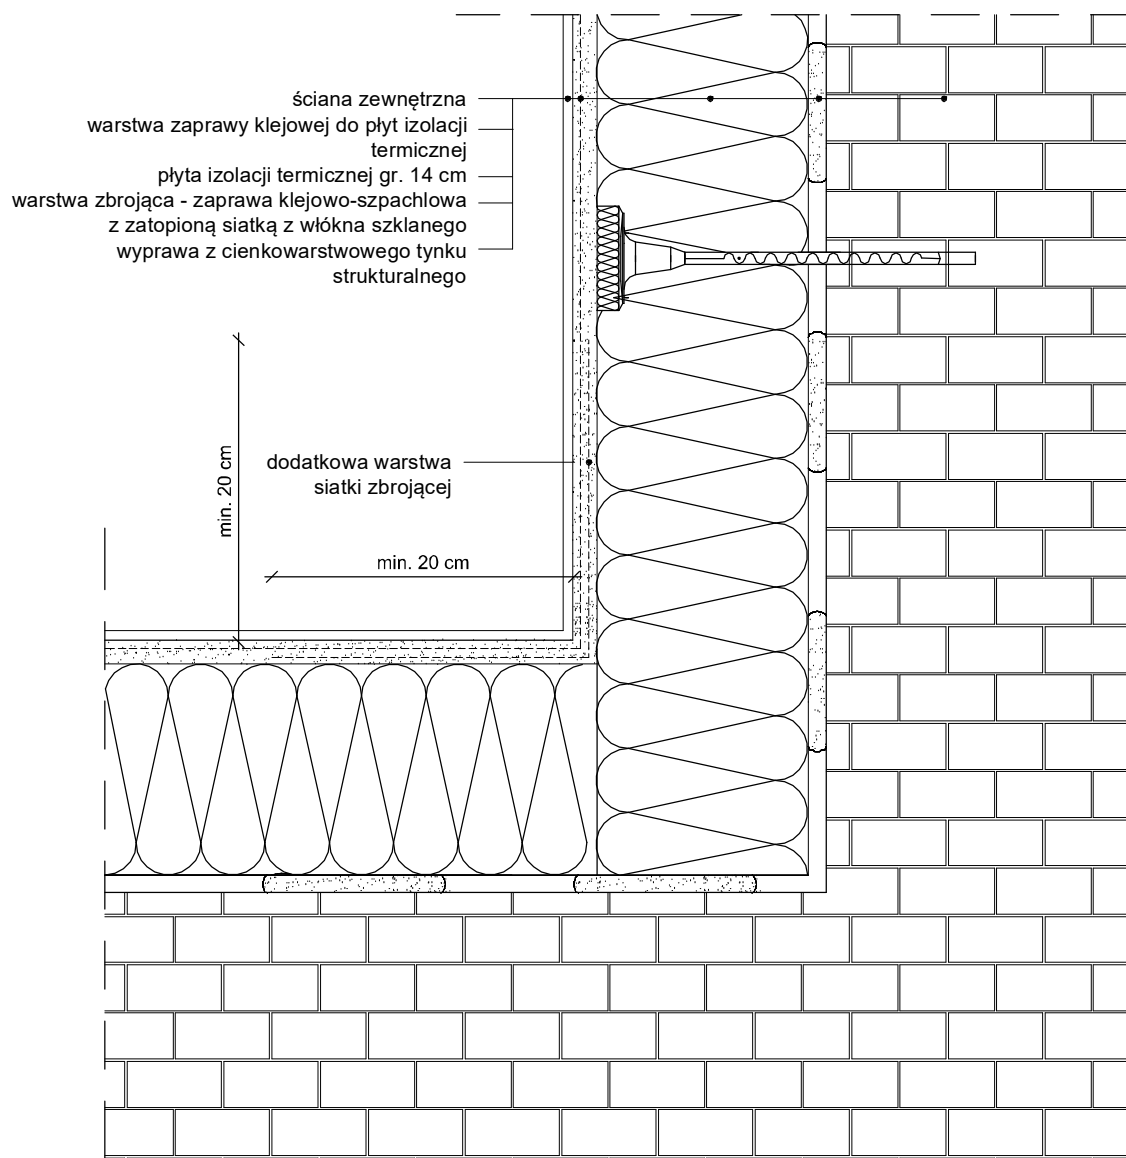 ściana zewnętrzna
warstwa zaprawy klejowej do płyt izolacji
termicznej
płyta izolacji termicznej gr. 14 cm
warstwa zbrojąca - zaprawa klejowo-szpachlowa
z zatopioną siatką z włókna szklanego
wyprawa z cienkowarstwowego tynku
strukturalnego
min. 20 cm
dodatkowa warstwa
siatki zbrojącej
min. 20 cm